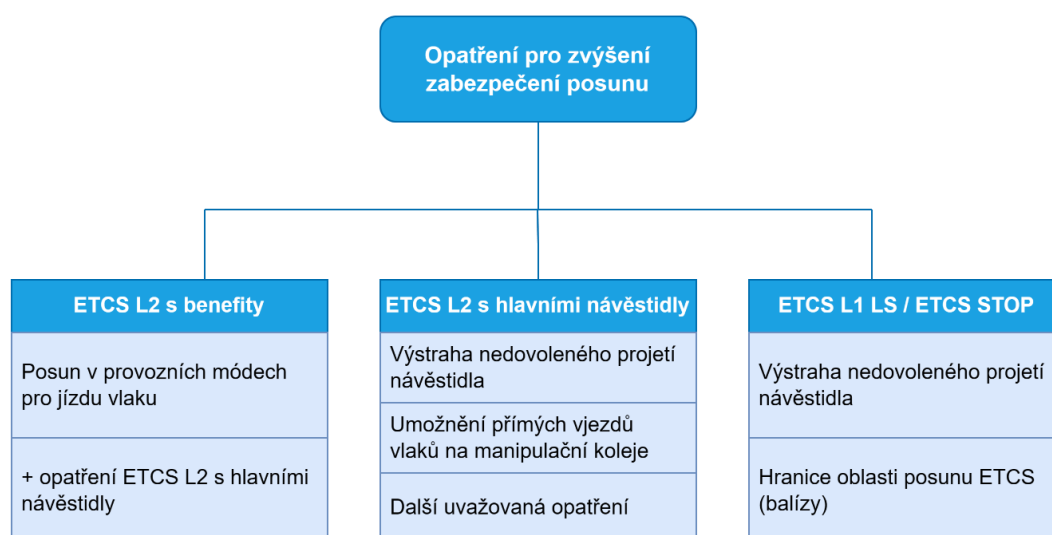 Opatření pro zvýšení
zabezpečení posunu
ETCS L2 s benefity
Posun v provozních módech
pro jízdu vlaku
+ opatření ETCS L2 s hlavními
návěstidly
ETCS L2 s hlavními návěstidly
Výstraha nedovoleného projetí
návěstidla
Umožnění přímých vjezdů
vlaků na manipulační koleje
Další uvažovaná opatření
ETCS L1 LS / ETCS STOP
Výstraha nedovoleného projetí
návěstidla
Hranice oblasti posunu ETCS
(balízy)